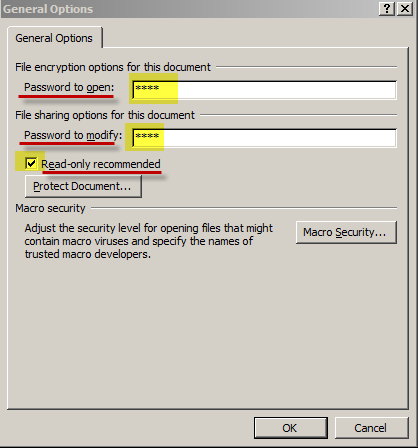 General Options
General Options
File encryption options for this document
Password to open: ****
File sharing options for this document
Password to modify: ****
Read-only recommended
Protect Document...
Macro security
Adjust the security level for opening files that might
contain macro viruses and specify the names of
trusted macro developers.
Macro Security...
OK
Cancel